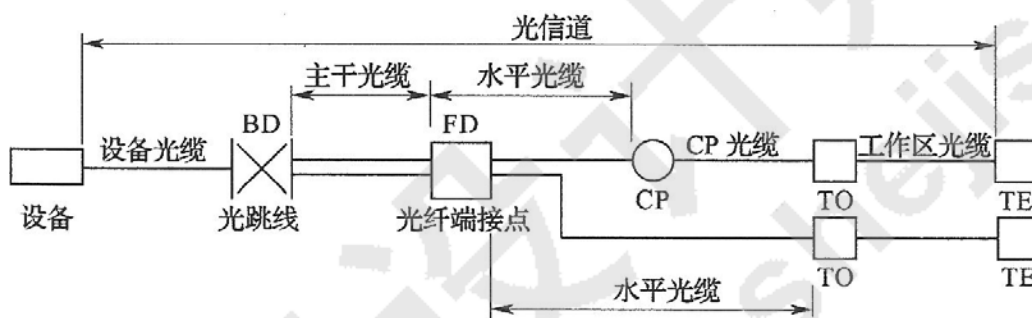 光信道
主干光缆 水平光缆
BD FD
设备光缆 CP 光缆 工作区光缆
设备 光跳线 光纤端接点 CP TO TE
TO TE
水平光缆